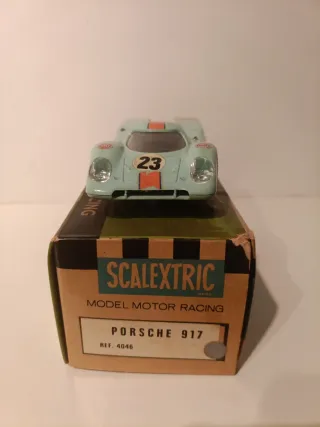 23
SCALEXTRIC
MODEL MOTOR RACING
PORSCHE 917
REF. 4046